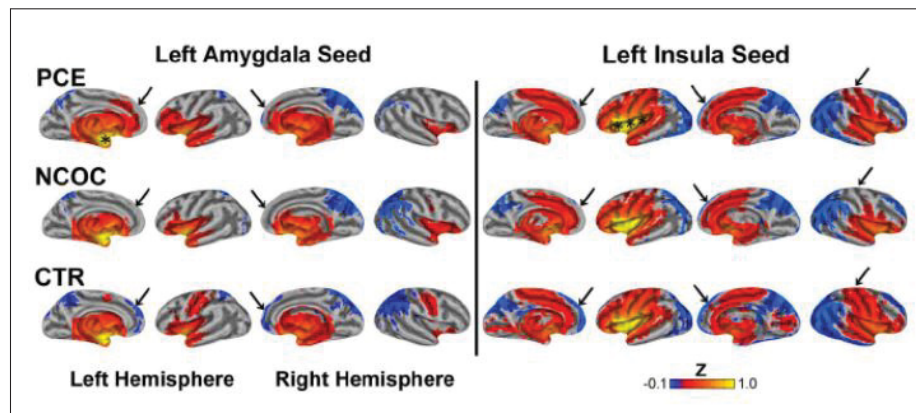 Left Amygdala Seed
Left Insula Seed
PCE
*
* * *
NCOC
CTR
Left Hemisphere
Right Hemisphere
Z
-0.1
1.0